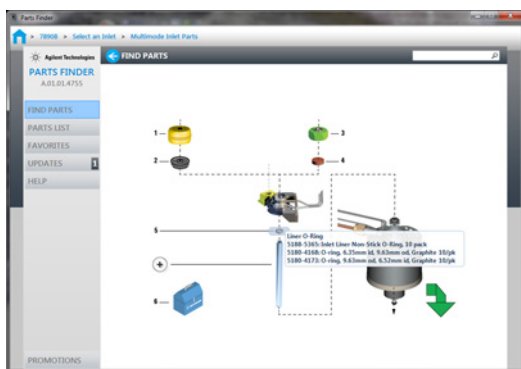 Parts Finder
> 7890B > Select an Inlet > Multimode Inlet Parts
Agilent Technologies
PARTS FINDER
A.01.01.4755
FIND PARTS
FIND PARTS
PARTS LIST
FAVORITES
UPDATES 1
HELP
1
3
2
4
5
Liner O-Ring
5188-5365: Inlet Liner Non Stick O-Ring, 10 pack
5180-4168: O-ring, 6.35mm id, 9.63mm od, Graphite 10/pk
5180-4173: O-ring, 9.63mm od, 6.52mm id, Graphite 10/pk
+
6
PROMOTIONS